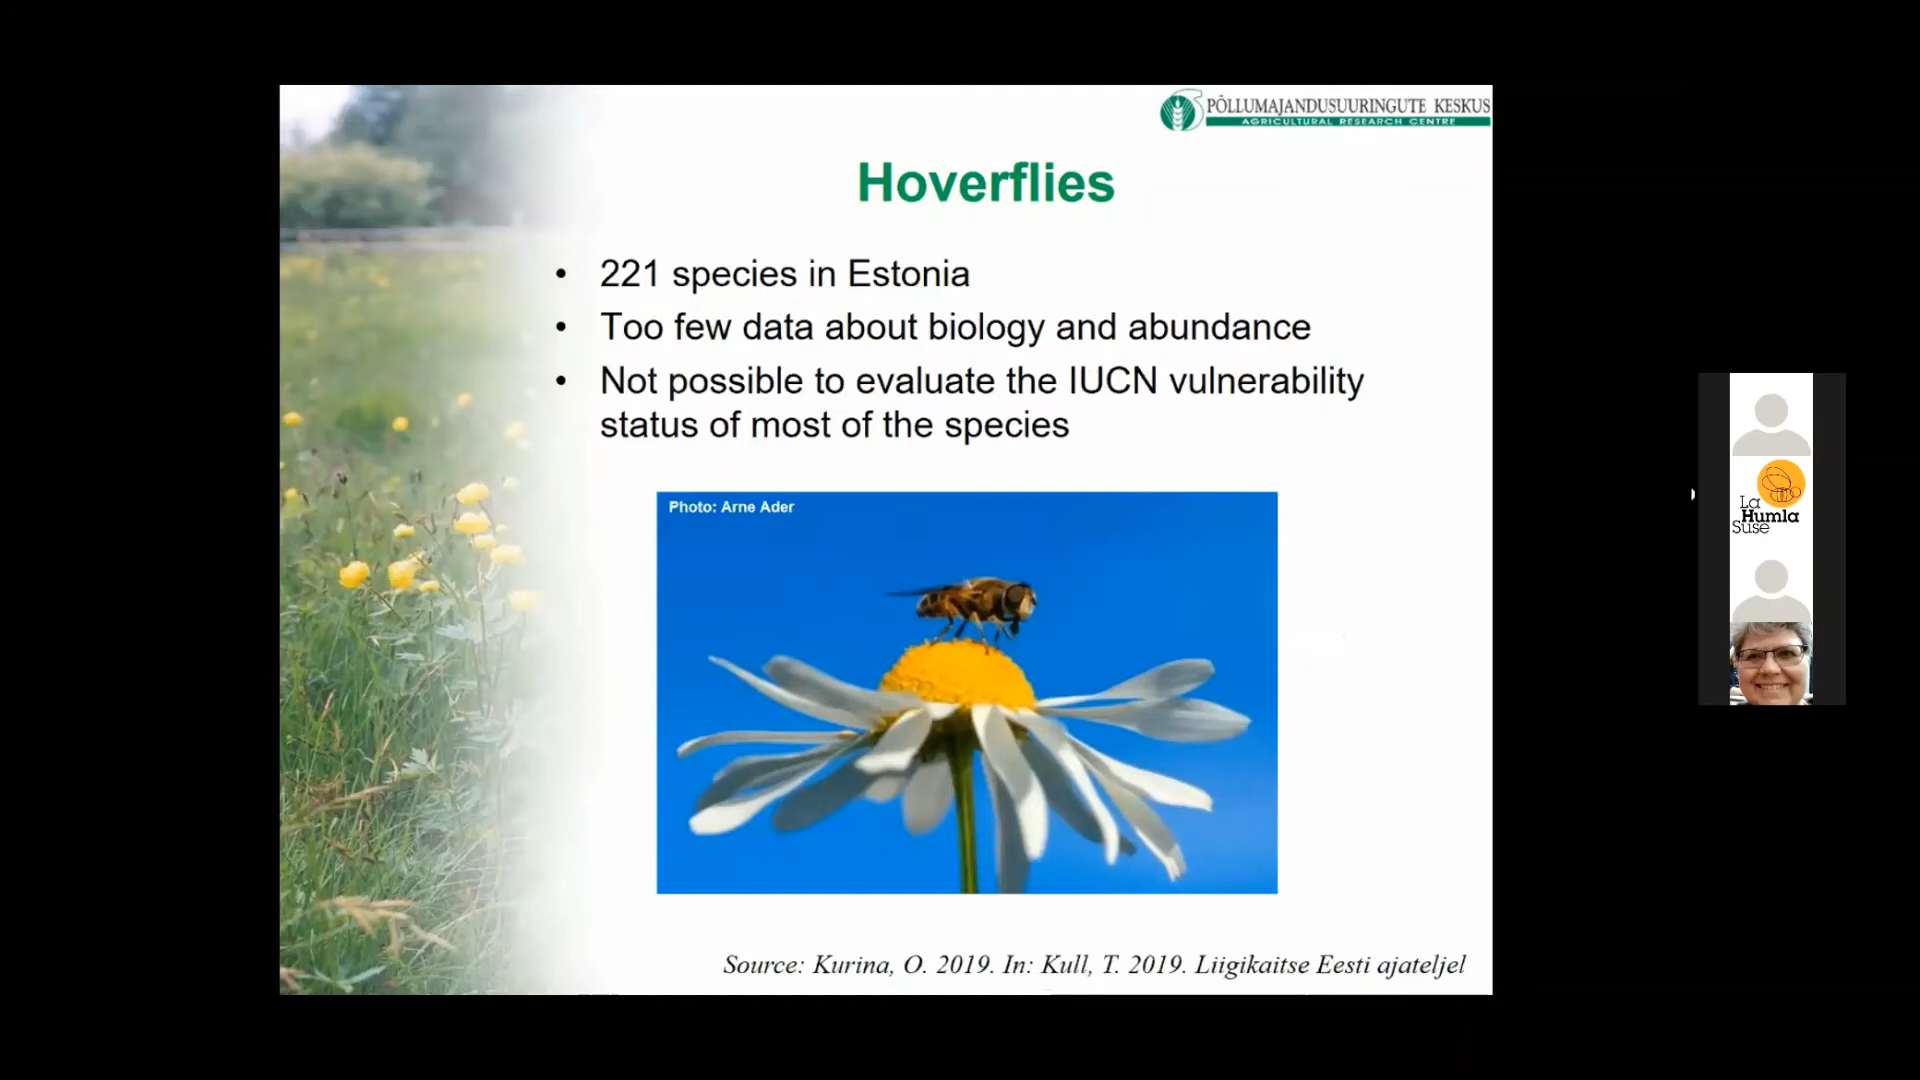 PÕLLUMAJANDUSUURINGUTE KESKUS
AGRICULTURAL RESEARCH CENTRE
Hoverflies
• 221 species in Estonia
• Too few data about biology and abundance
• Not possible to evaluate the IUCN vulnerability
status of most of the species
Photo: Arne Ader
La
Humla
Suse
Source: Kurina, O. 2019. In: Kull, T. 2019. Liigikaitse Eesti ajateljel